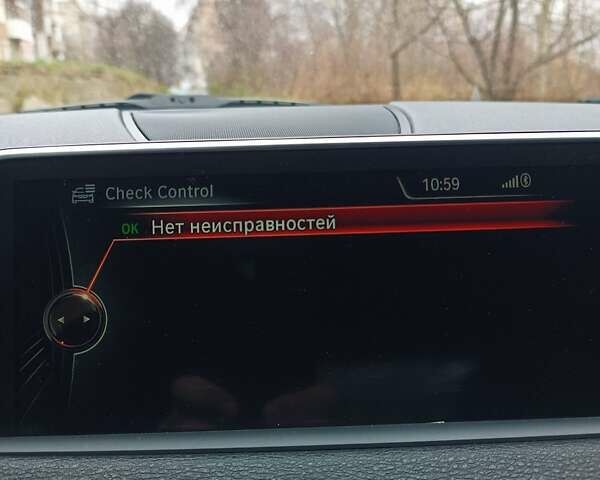 Check Control
10:59
OK Нет неисправностей